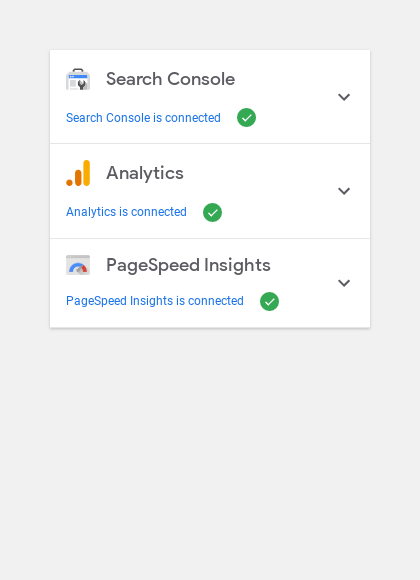 Search Console
Search Console is connected
Analytics
Analytics is connected
PageSpeed Insights
PageSpeed Insights is connected